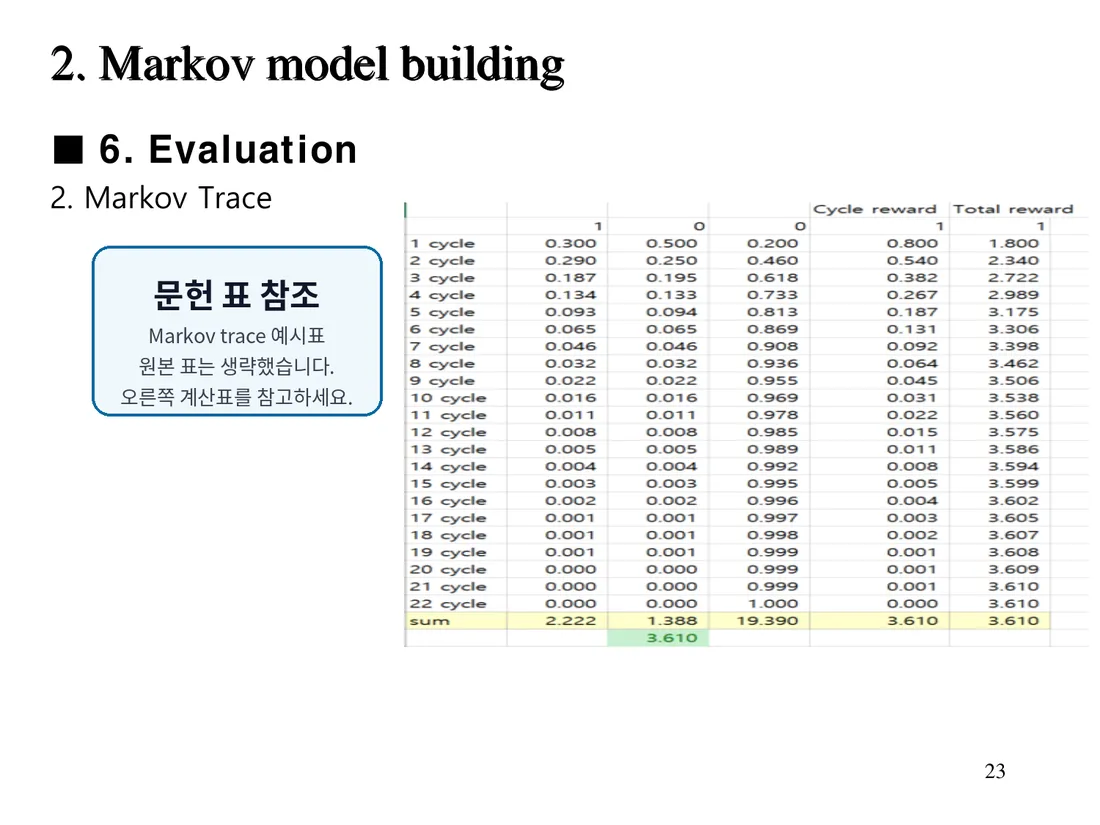 2. Markov model building
■ 6. Evaluation
2. Markov Trace
문헌 표 참조
Markov trace 예시표
원본 표는 생략했습니다.
오른쪽 계산표를 참고하세요.
Cycle reward Total reward
1 0 0 1 1
1 cycle 0.300 0.500 0.200 0.800 1.800
2 cycle 0.290 0.250 0.460 0.540 2.340
3 cycle 0.187 0.195 0.618 0.382 2.722
4 cycle 0.134 0.133 0.733 0.267 2.989
5 cycle 0.093 0.094 0.813 0.187 3.175
6 cycle 0.065 0.065 0.869 0.131 3.306
7 cycle 0.046 0.046 0.908 0.092 3.398
8 cycle 0.032 0.032 0.936 0.064 3.462
9 cycle 0.022 0.022 0.955 0.045 3.506
10 cycle 0.016 0.016 0.969 0.031 3.538
11 cycle 0.011 0.011 0.978 0.022 3.560
12 cycle 0.008 0.008 0.985 0.015 3.575
13 cycle 0.005 0.005 0.989 0.011 3.586
14 cycle 0.004 0.004 0.992 0.008 3.594
15 cycle 0.003 0.003 0.995 0.005 3.599
16 cycle 0.002 0.002 0.996 0.004 3.602
17 cycle 0.001 0.001 0.997 0.003 3.605
18 cycle 0.001 0.001 0.998 0.002 3.607
19 cycle 0.001 0.001 0.999 0.001 3.608
20 cycle 0.000 0.000 0.999 0.001 3.609
21 cycle 0.000 0.000 0.999 0.001 3.610
22 cycle 0.000 0.000 1.000 0.000 3.610
sum 2.222 1.388 19.390 3.610 3.610
3.610
23